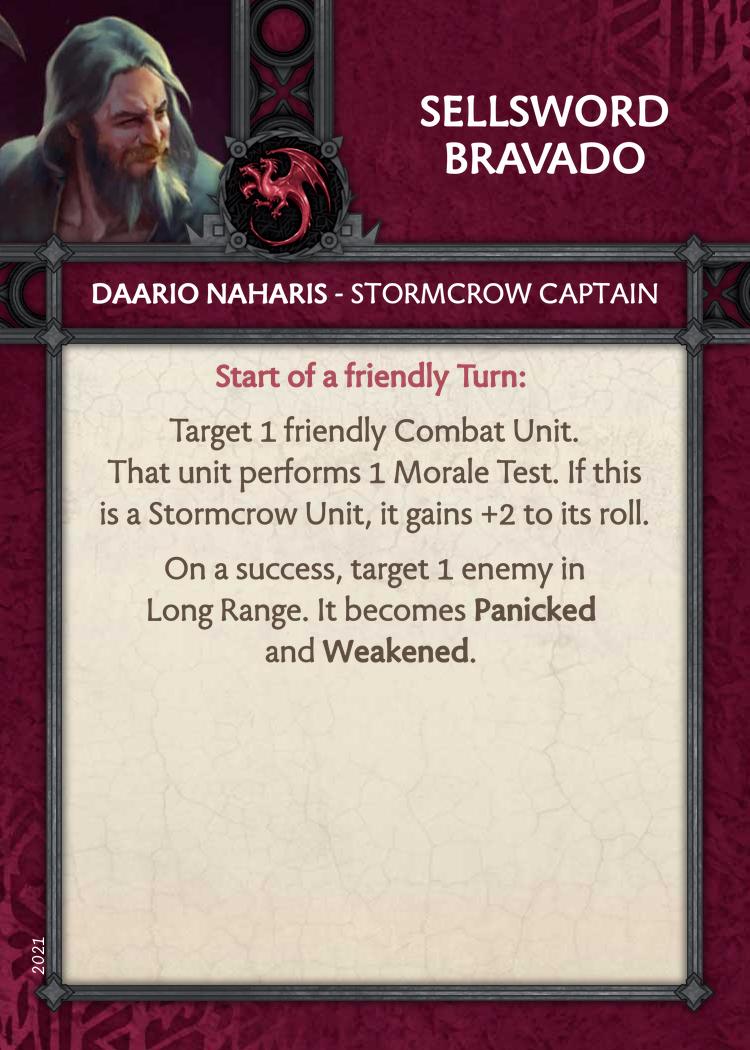 SELLSWORD
BRAVADO
DAARIO NAHARIS - STORMCROW CAPTAIN
Start of a friendly Turn:
Target 1 friendly Combat Unit.
That unit performs 1 Morale Test. If this
is a Stormcrow Unit, it gains +2 to its roll.
On a success, target 1 enemy in
Long Range. It becomes Panicked
and Weakened.
2021